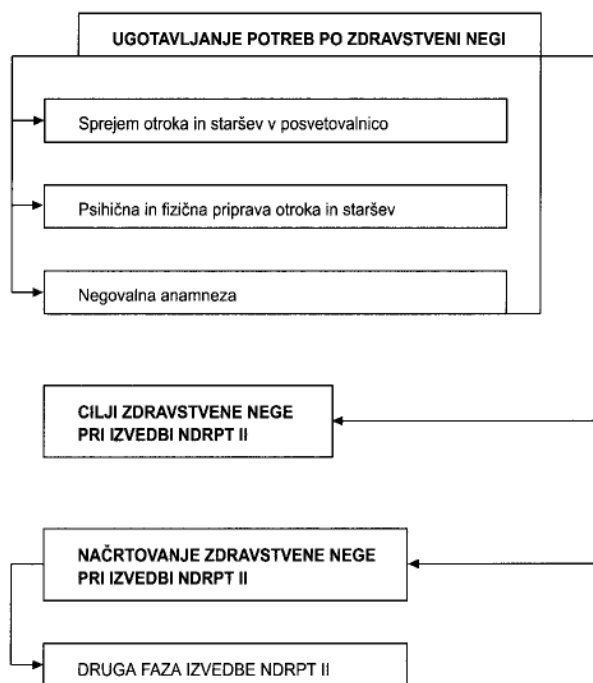 UGOTAVLJANJE POTREB PO ZDRAVSTVENI NEGI
Sprejem otroka in staršev v posvetovalnico
Psihična in fizična priprava otroka in staršev
Negovalna anamneza
CILJI ZDRAVSTVENE NEGE
PRI IZVEDBI NDRPT II
NAČRTOVANJE ZDRAVSTVENE NEGE
PRI IZVEDBI NDRPT II
DRUGA FAZA IZVEDBE NDRPT II